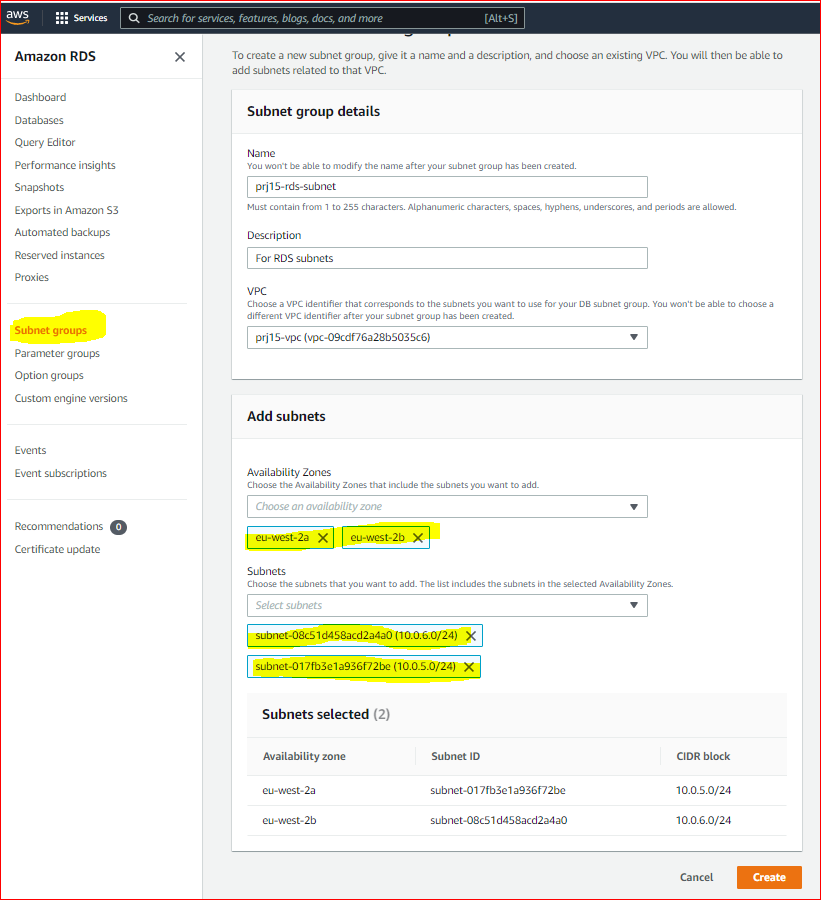 aws
Services
Search for services, features, blogs, docs, and more
[Alt+S]
Amazon RDS
Dashboard
Databases
Query Editor
Performance insights
Snapshots
Exports in Amazon S3
Automated backups
Reserved instances
Proxies
Subnet groups
Parameter groups
Option groups
Custom engine versions
Events
Event subscriptions
Recommendations 0
Certificate update
To create a new subnet group, give it a name and a description, and choose an existing VPC. You will then be able to
add subnets related to that VPC.
Subnet group details
Name
You won't be able to modify the name after your subnet group has been created.
prj15-rds-subnet
Must contain from 1 to 255 characters. Alphanumeric characters, spaces, hyphens, underscores, and periods are allowed.
Description
For RDS subnets
VPC
Choose a VPC identifier that corresponds to the subnets you want to use for your DB subnet group. You won't be able to choose a
different VPC identifier after your subnet group has been created.
prj15-vpc (vpc-09cdf76a28b5035c6)
Add subnets
Availability Zones
Choose the Availability Zones that include the subnets you want to add.
Choose an availability zone
eu-west-2a
eu-west-2b
Subnets
Choose the subnets that you want to add. The list includes the subnets in the selected Availability Zones.
Select subnets
subnet-08c51d458acd2a4a0 (10.0.6.0/24)
subnet-017fb3e1a936f72be (10.0.5.0/24)
Subnets selected (2)
Availability zone Subnet ID CIDR block
eu-west-2a subnet-017fb3e1a936f72be 10.0.5.0/24
eu-west-2b subnet-08c51d458acd2a4a0 10.0.6.0/24
Cancel Create